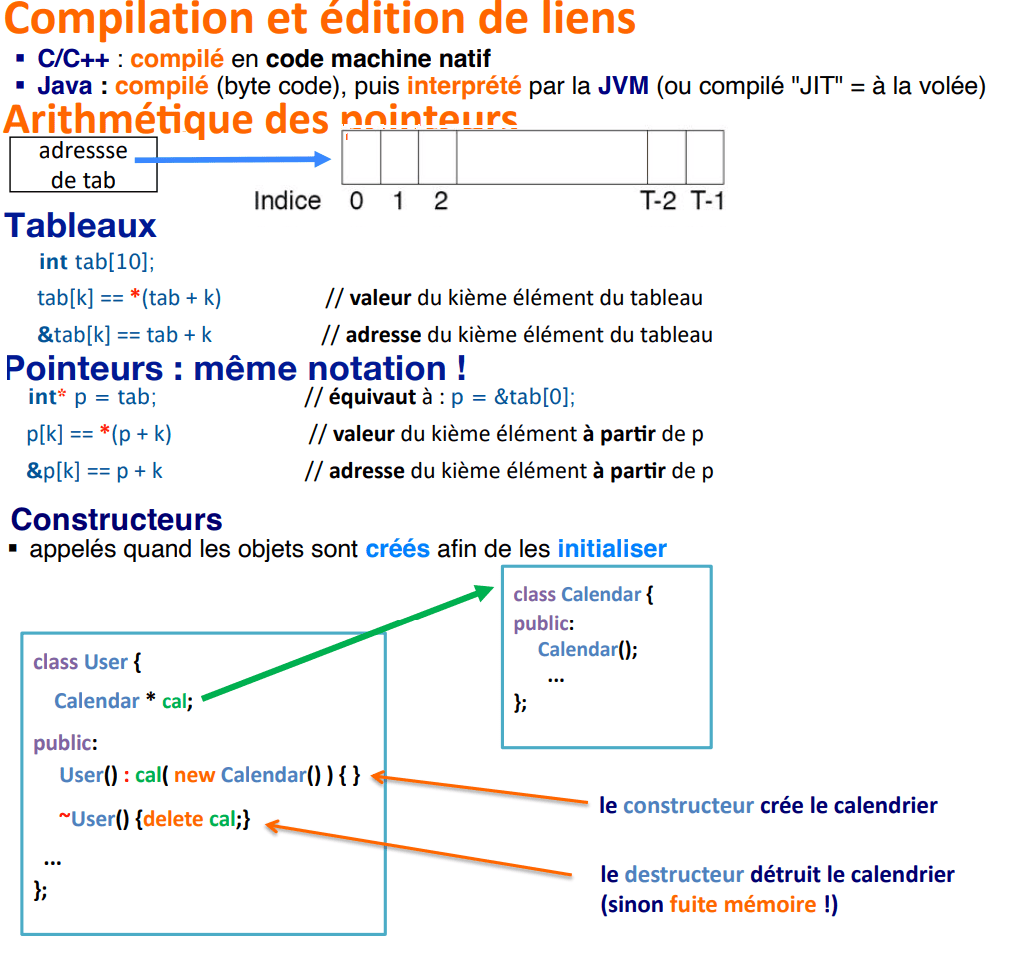 Compilation et édition de liens
▪ C/C++ : compilé en code machine natif
▪ Java : compilé (byte code), puis interprété par la JVM (ou compilé "JIT" = à la volée)
Arithmétique des pointeurs
adressse
de tab
Indice 0 1 2 T-2 T-1
Tableaux
int tab[10];
tab[k] == *(tab + k) // valeur du kième élément du tableau
&tab[k] == tab + k // adresse du kième élément du tableau
Pointeurs : même notation !
int* p = tab; // équivaut à : p = &tab[0];
p[k] == *(p + k) // valeur du kième élément à partir de p
&p[k] == p + k // adresse du kième élément à partir de p
Constructeurs
▪ appelés quand les objets sont créés afin de les initialiser
class Calendar {
public:
Calendar();
...
};
class User {
Calendar * cal;
public:
User() : cal( new Calendar() ) { }
~User() {delete cal;}
...
};
le constructeur crée le calendrier
le destructeur détruit le calendrier
(sinon fuite mémoire !)